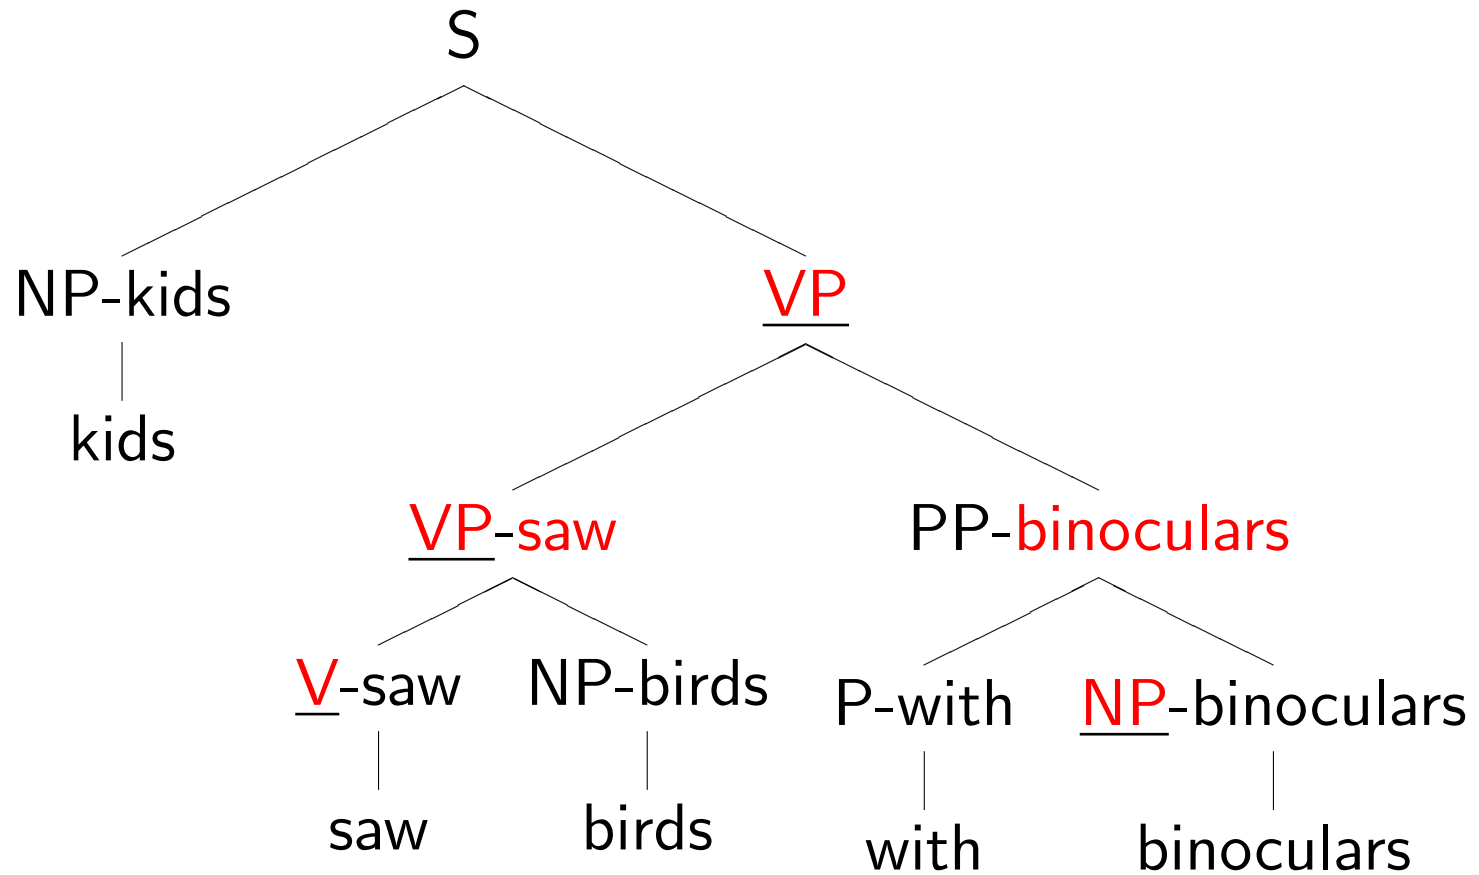 S
NP-kids VP
kids
VP-saw PP-binoculars
V-saw NP-birds P-with NP-binoculars
saw birds with binoculars